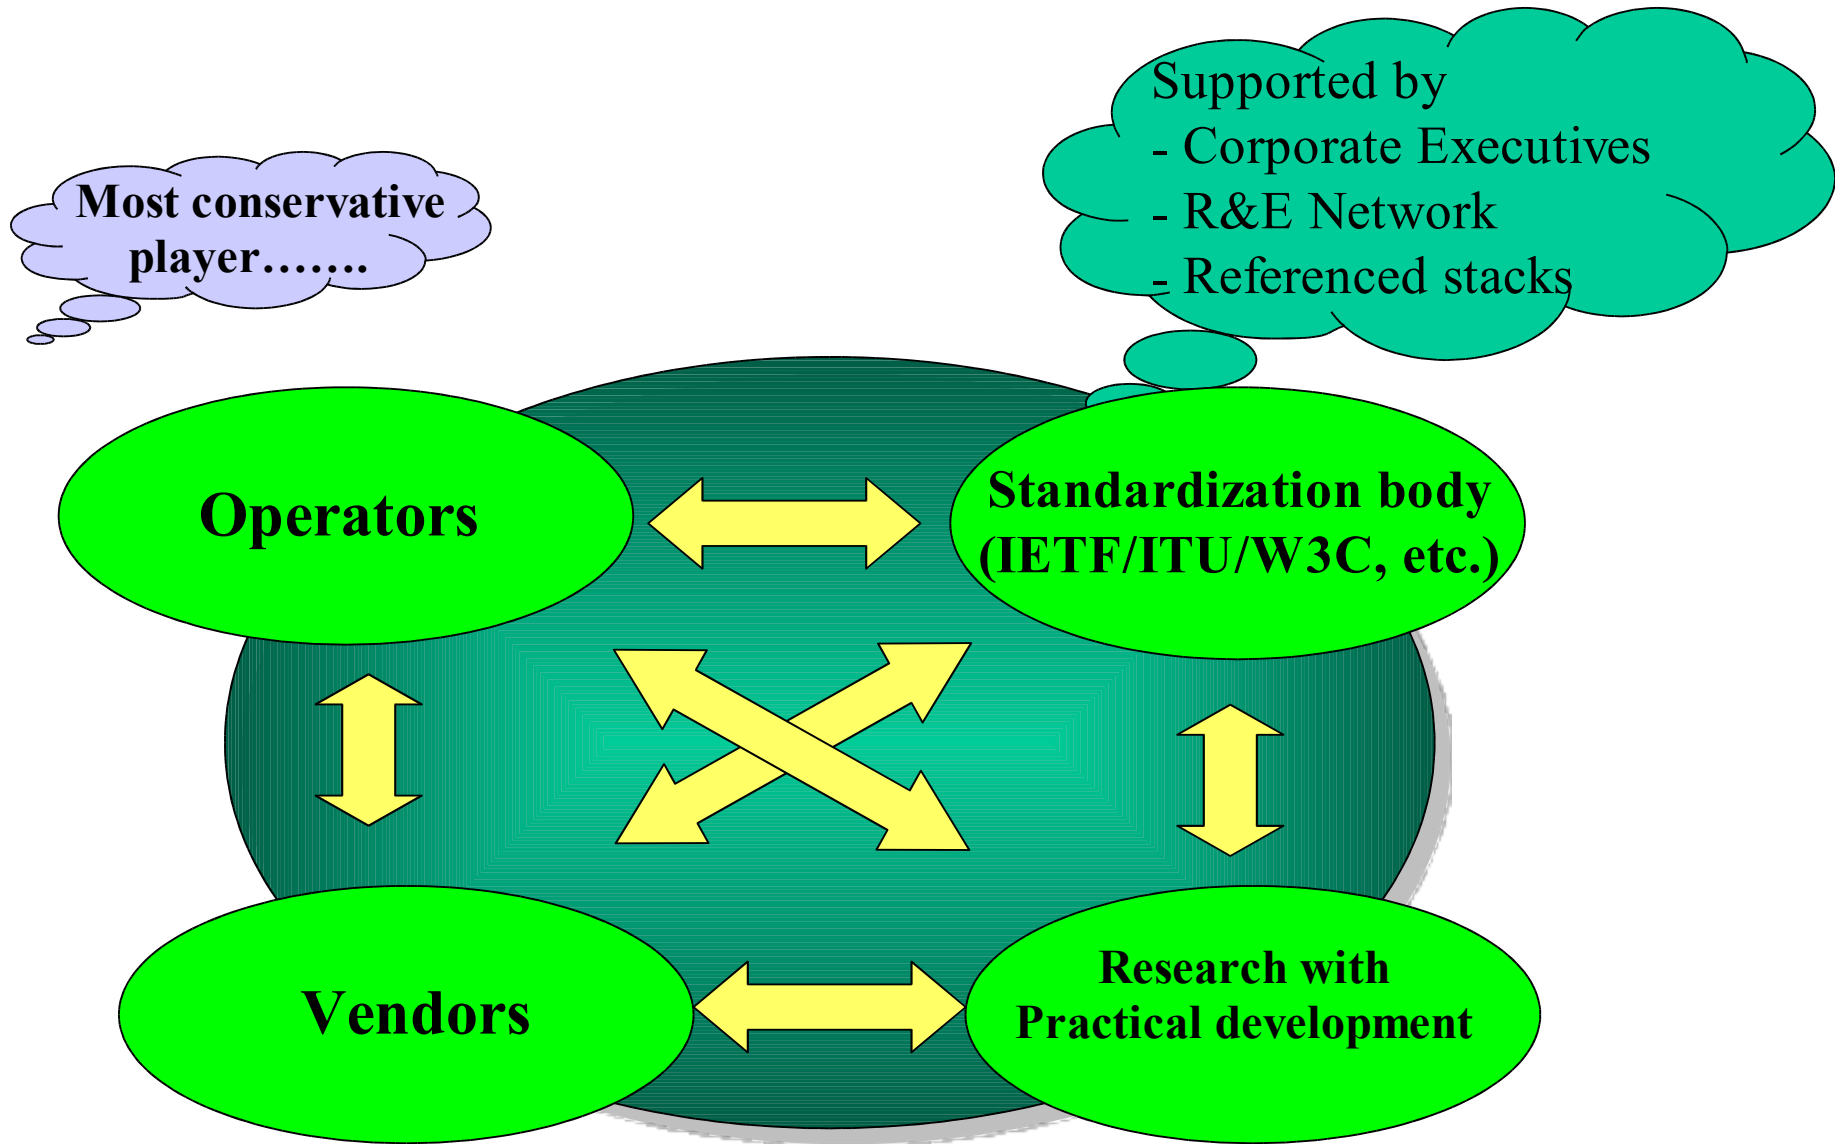 Supported by
- Corporate Executives
- R&E Network
- Referenced stacks
Most conservative
player…….
Operators
Standardization body
(IETF/ITU/W3C, etc.)
Vendors
Research with
Practical development